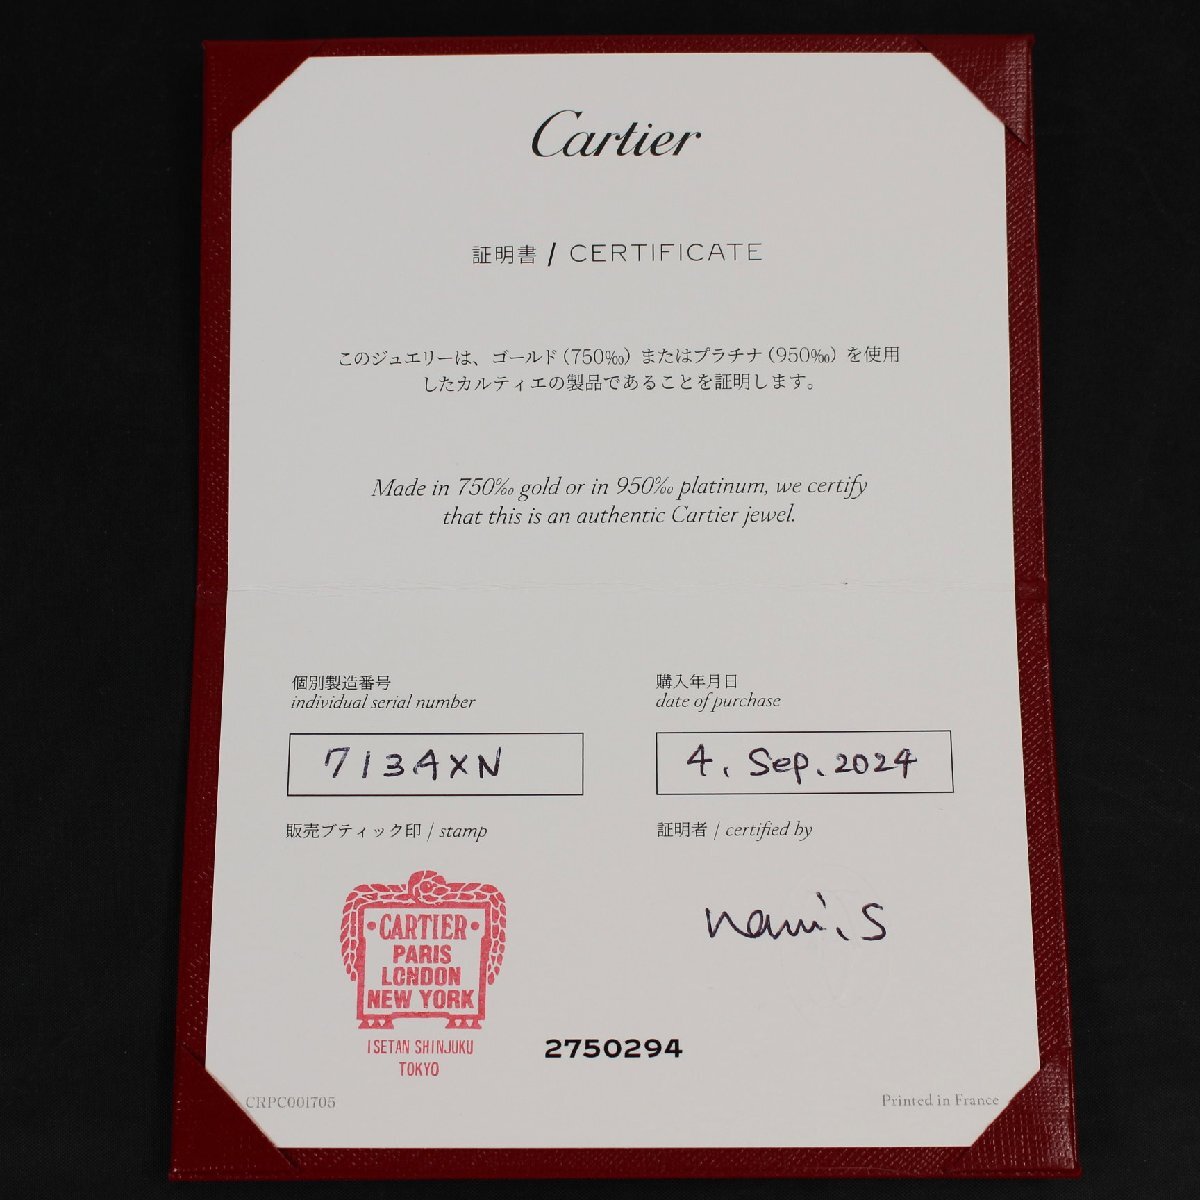 Cartier
証明書 / CERTIFICATE
このジュエリーは、ゴールド（750‰）またはプラチナ（950‰）を使用
したカルティエの製品であることを証明します。
Made in 750‰ gold or in 950‰ platinum, we certify
that this is an authentic Cartier jewel.
個別製造番号
individual serial number
713AXN
販売ブティック印 / stamp
購入年月日
date of purchase
4. Sep. 2024
証明者 / certified by
nami.S
•CARTIER•
PARIS
LONDON
NEW YORK
ISETAN SHINJUKU
TOKYO
2750294
CRPC001705
Printed in France